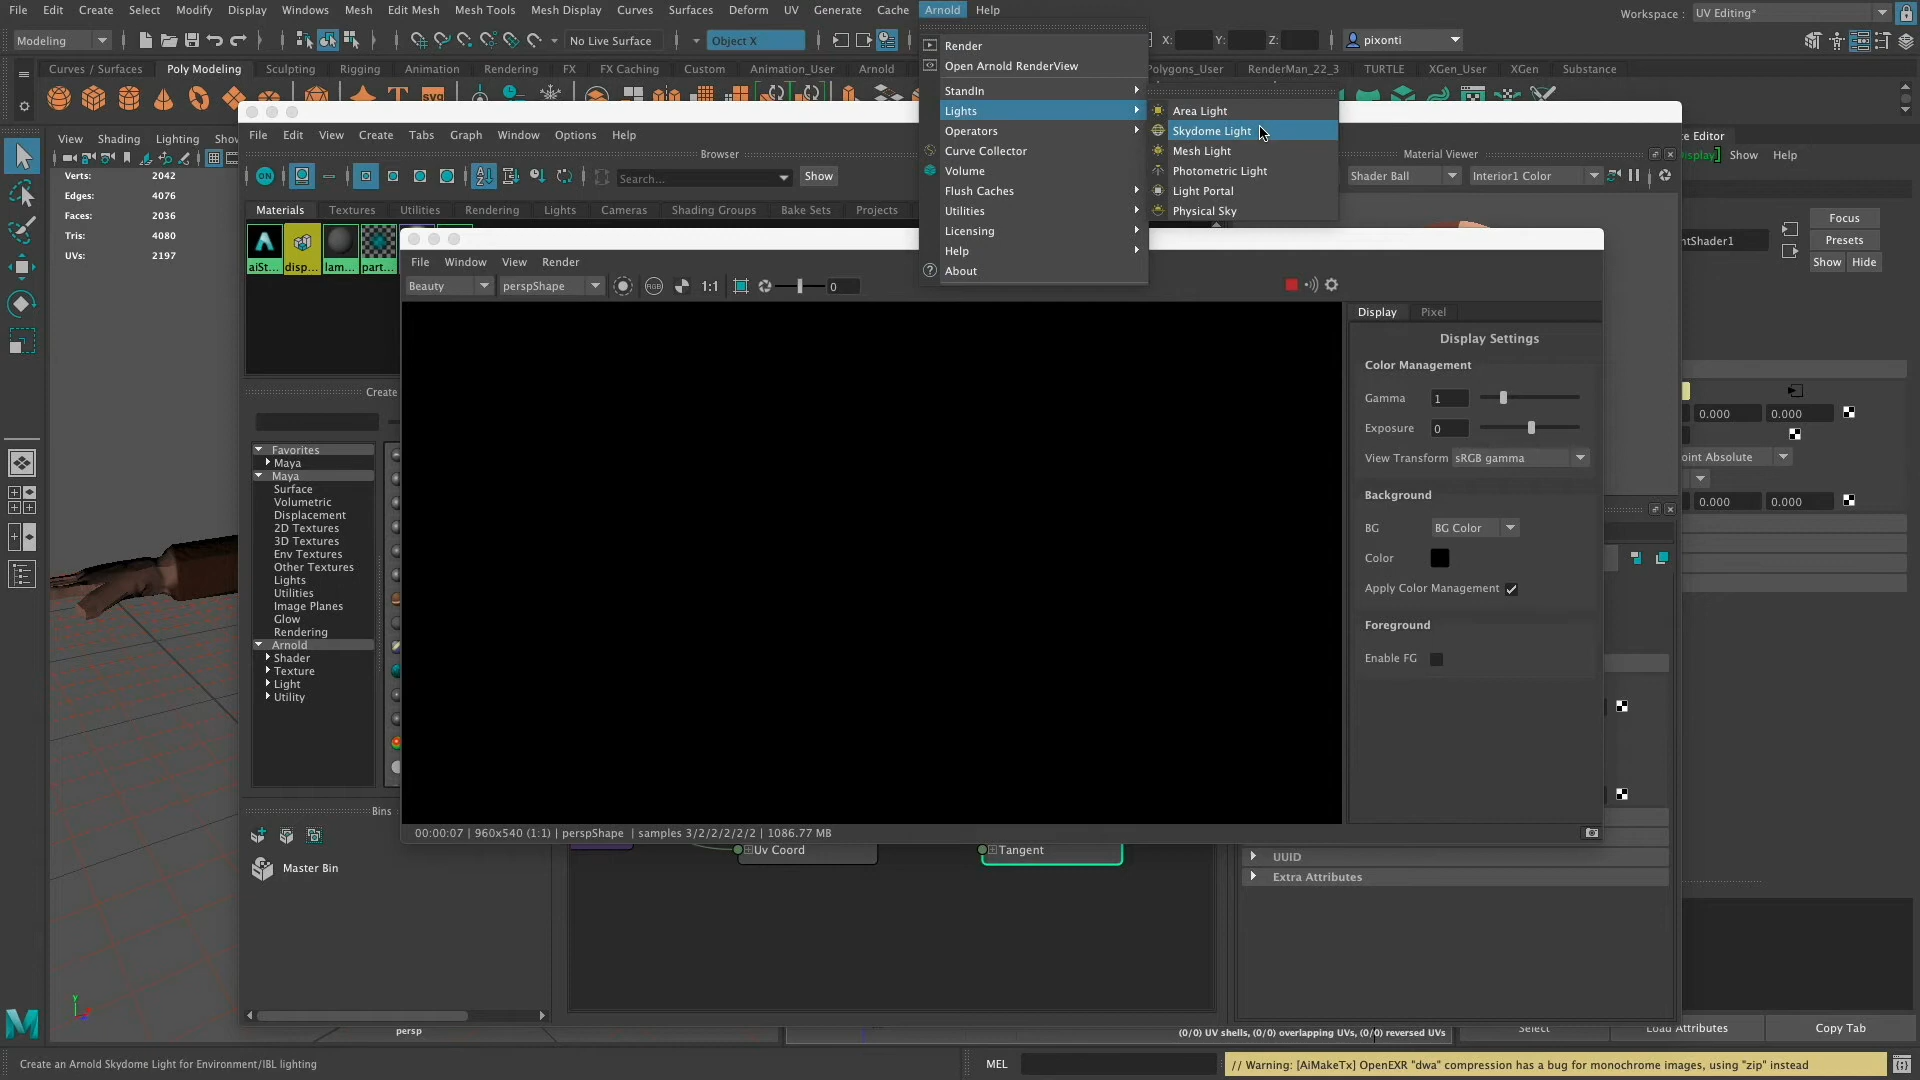 File Edit Create Select Modify Display Windows Mesh Edit Mesh Mesh Tools Mesh Display Curves Surfaces Deform UV Generate Cache Arnold Help
Workspace : UV Editing*
Modeling No Live Surface Object X X: Y: Z: pixonti
Curves / Surfaces Poly Modeling Sculpting Rigging Animation Rendering FX FX Caching Custom Animation_User Arnold Polygons_User RenderMan_22_3 TURTLE XGen_User XGen Substance
Render
Open Arnold RenderView
StandIn
Lights
Operators
Curve Collector
Volume
Flush Caches
Utilities
Licensing
Help
About
Area Light
Skydome Light
Mesh Light
Photometric Light
Light Portal
Physical Sky
View Shading Lighting
Verts: 2042
Edges: 4076
Faces: 2036
Tris: 4080
UVs: 2197
File Edit View Create Tabs Graph Window Options Help
Browser
ON Search... Show
Materials Textures Utilities Rendering Lights Cameras Shading Groups Bake Sets Projects
aiSt... disp... lam... part...
Material Viewer
Shader Ball Interior1 Color
Editor
Show Help
Focus
Presets
Show Hide
ntShader1
File Window View Render
Beauty perspShape RGB 1:1 0
Display Pixel
Display Settings
Color Management
Gamma 1
Exposure 0
View Transform sRGB gamma
Background
BG BG Color
Color
Apply Color Management
Foreground
Enable FG
0.000 0.000
oint Absolute
0.000 0.000
Create
Favorites
Maya
Maya
Surface
Volumetric
Displacement
2D Textures
3D Textures
Env Textures
Other Textures
Lights
Utilities
Image Planes
Glow
Rendering
Arnold
Shader
Texture
Light
Utility
Bins
Master Bin
00:00:07 | 960x540 (1:1) | perspShape | samples 3/2/2/2/2/2 | 1086.77 MB
Uv Coord
Tangent
UUID
Extra Attributes
y
persp
(0/0) UV shells, (0/0) overlapping UVs, (0/0) reversed UVs
Select Load Attributes Copy Tab
Create an Arnold Skydome Light for Environment/IBL lighting
MEL
// Warning: [AiMakeTx] OpenEXR "dwa" compression has a bug for monochrome images, using "zip" instead